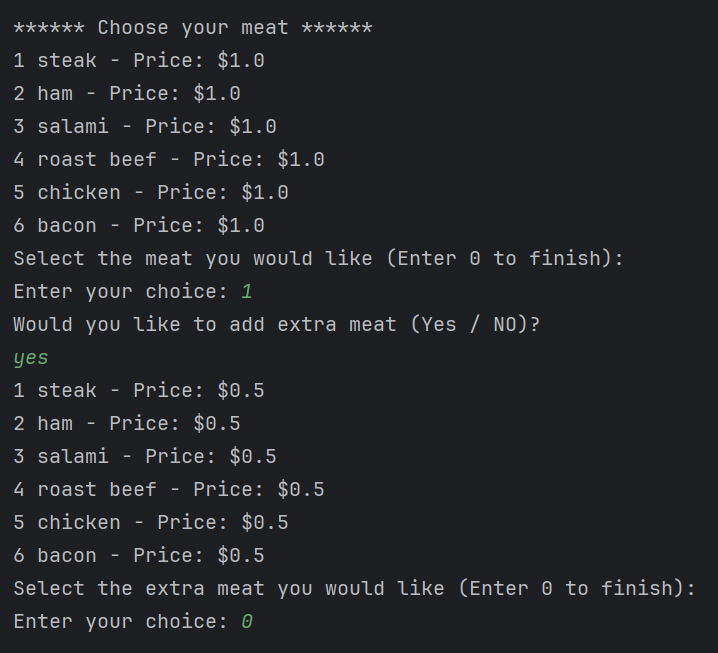 ****** Choose your meat ******
1 steak - Price: $1.0
2 ham - Price: $1.0
3 salami - Price: $1.0
4 roast beef - Price: $1.0
5 chicken - Price: $1.0
6 bacon - Price: $1.0
Select the meat you would like (Enter 0 to finish):
Enter your choice: 1
Would you like to add extra meat (Yes / NO)?
yes
1 steak - Price: $0.5
2 ham - Price: $0.5
3 salami - Price: $0.5
4 roast beef - Price: $0.5
5 chicken - Price: $0.5
6 bacon - Price: $0.5
Select the extra meat you would like (Enter 0 to finish):
Enter your choice: 0